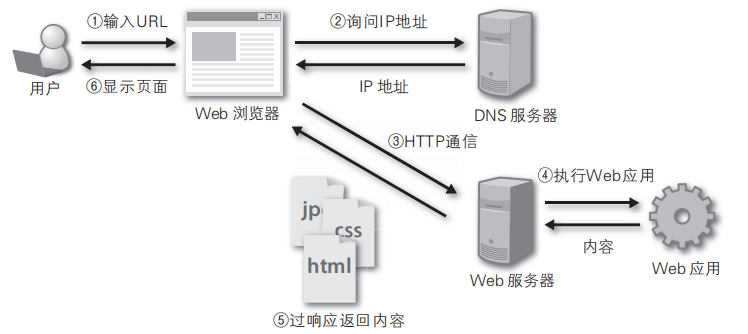 ①输入URL
②询问IP地址
⑥显示页面
IP 地址
用户
Web 浏览器
DNS 服务器
③HTTP通信
④执行Web应用
jp
css
html
内容
Web 服务器
Web 应用
⑤过响应返回内容